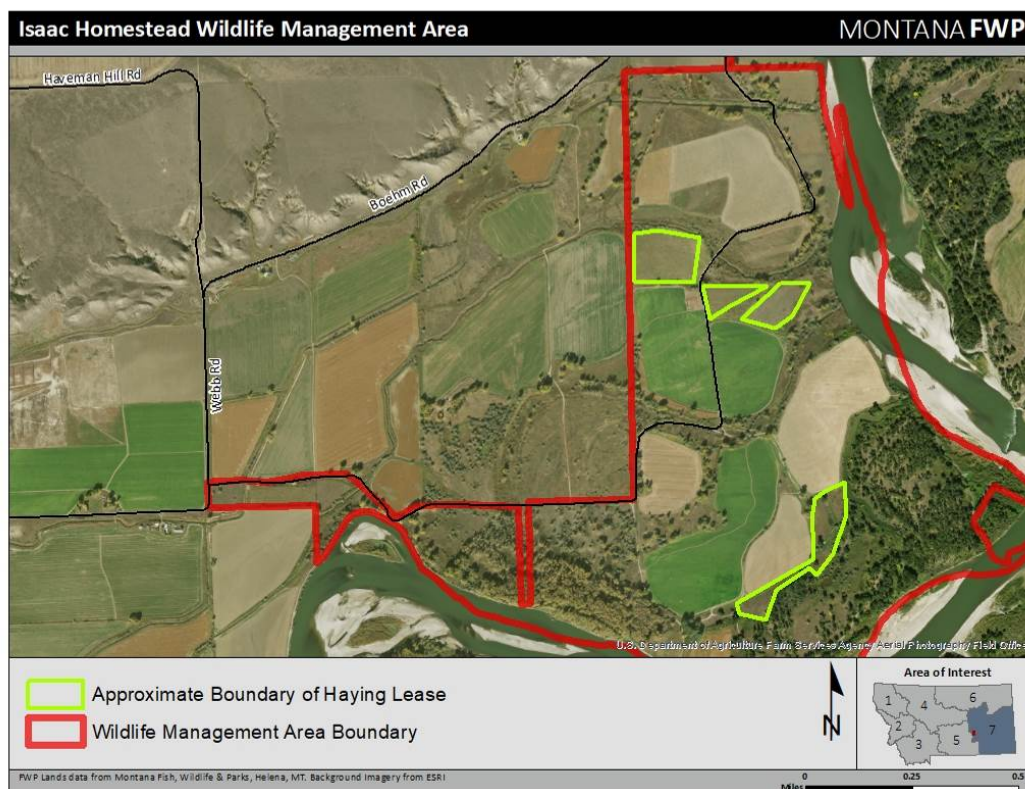 Isaac Homestead Wildlife Management Area
MONTANA FWP
Haveman Hill Rd
Boehm Rd
Webb Rd
U.S. Department of Agriculture Farm Services Agency Aerial Photography Field Office
Approximate Boundary of Haying Lease
Wildlife Management Area Boundary
N
Area of Interest
1
4
6
2
3
5
7
FWP Lands data from Montana Fish, Wildlife & Parks, Helena, MT. Background Imagery from ESRI
0 0.25 0.5
Miles